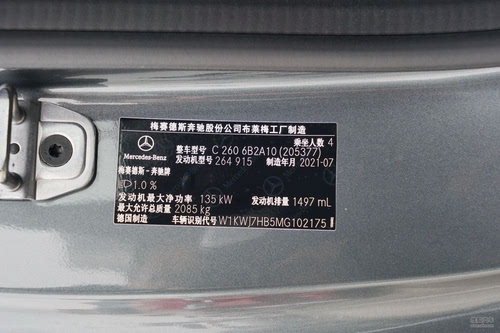 梅赛德斯奔驰股份公司布莱梅工厂制造
乘坐人数 4
Mercedes-Benz
整车型号 C 260 6B2A10 (205377)
发动机型号 264 915 制造年月 2021-07
梅赛德斯-奔驰牌
P1.0 %
发动机最大净功率 135 kW 发动机排量 1497 mL
最大允许总质量 2085 kg
德国制造 车辆识别代号 W1KWJ7HB5MG102175